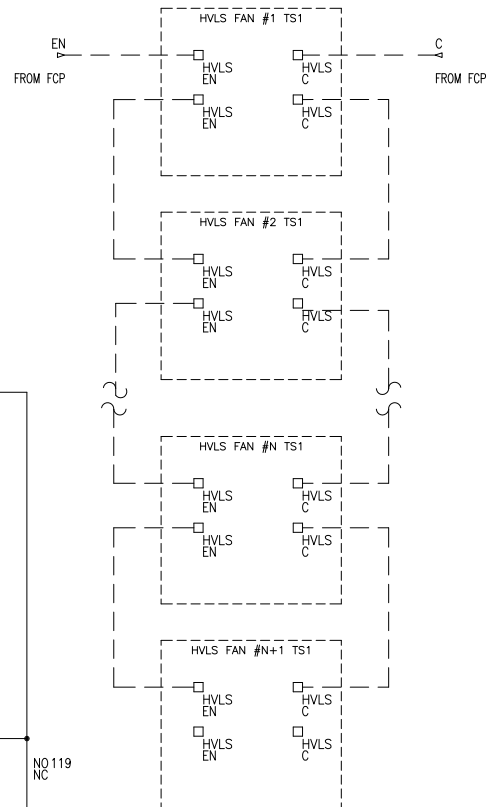 HVLS FAN #1 TS1
EN
C
FROM FCP
FROM FCP
HVLS
EN
HVLS
C
HVLS
EN
HVLS
C
HVLS FAN #2 TS1
HVLS
EN
HVLS
C
HVLS
EN
HVLS
C
HVLS FAN #N TS1
HVLS
EN
HVLS
C
HVLS
EN
HVLS
C
HVLS FAN #N+1 TS1
HVLS
EN
HVLS
C
HVLS
EN
HVLS
C
NO 119
NC